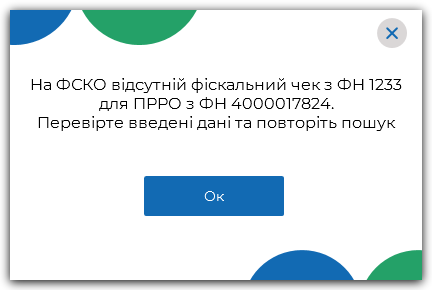 На ФСКО відсутній фіскальний чек з ФН 1233
для ПРРО з ФН 4000017824.
Перевірте введені дані та повторіть пошук
Ок